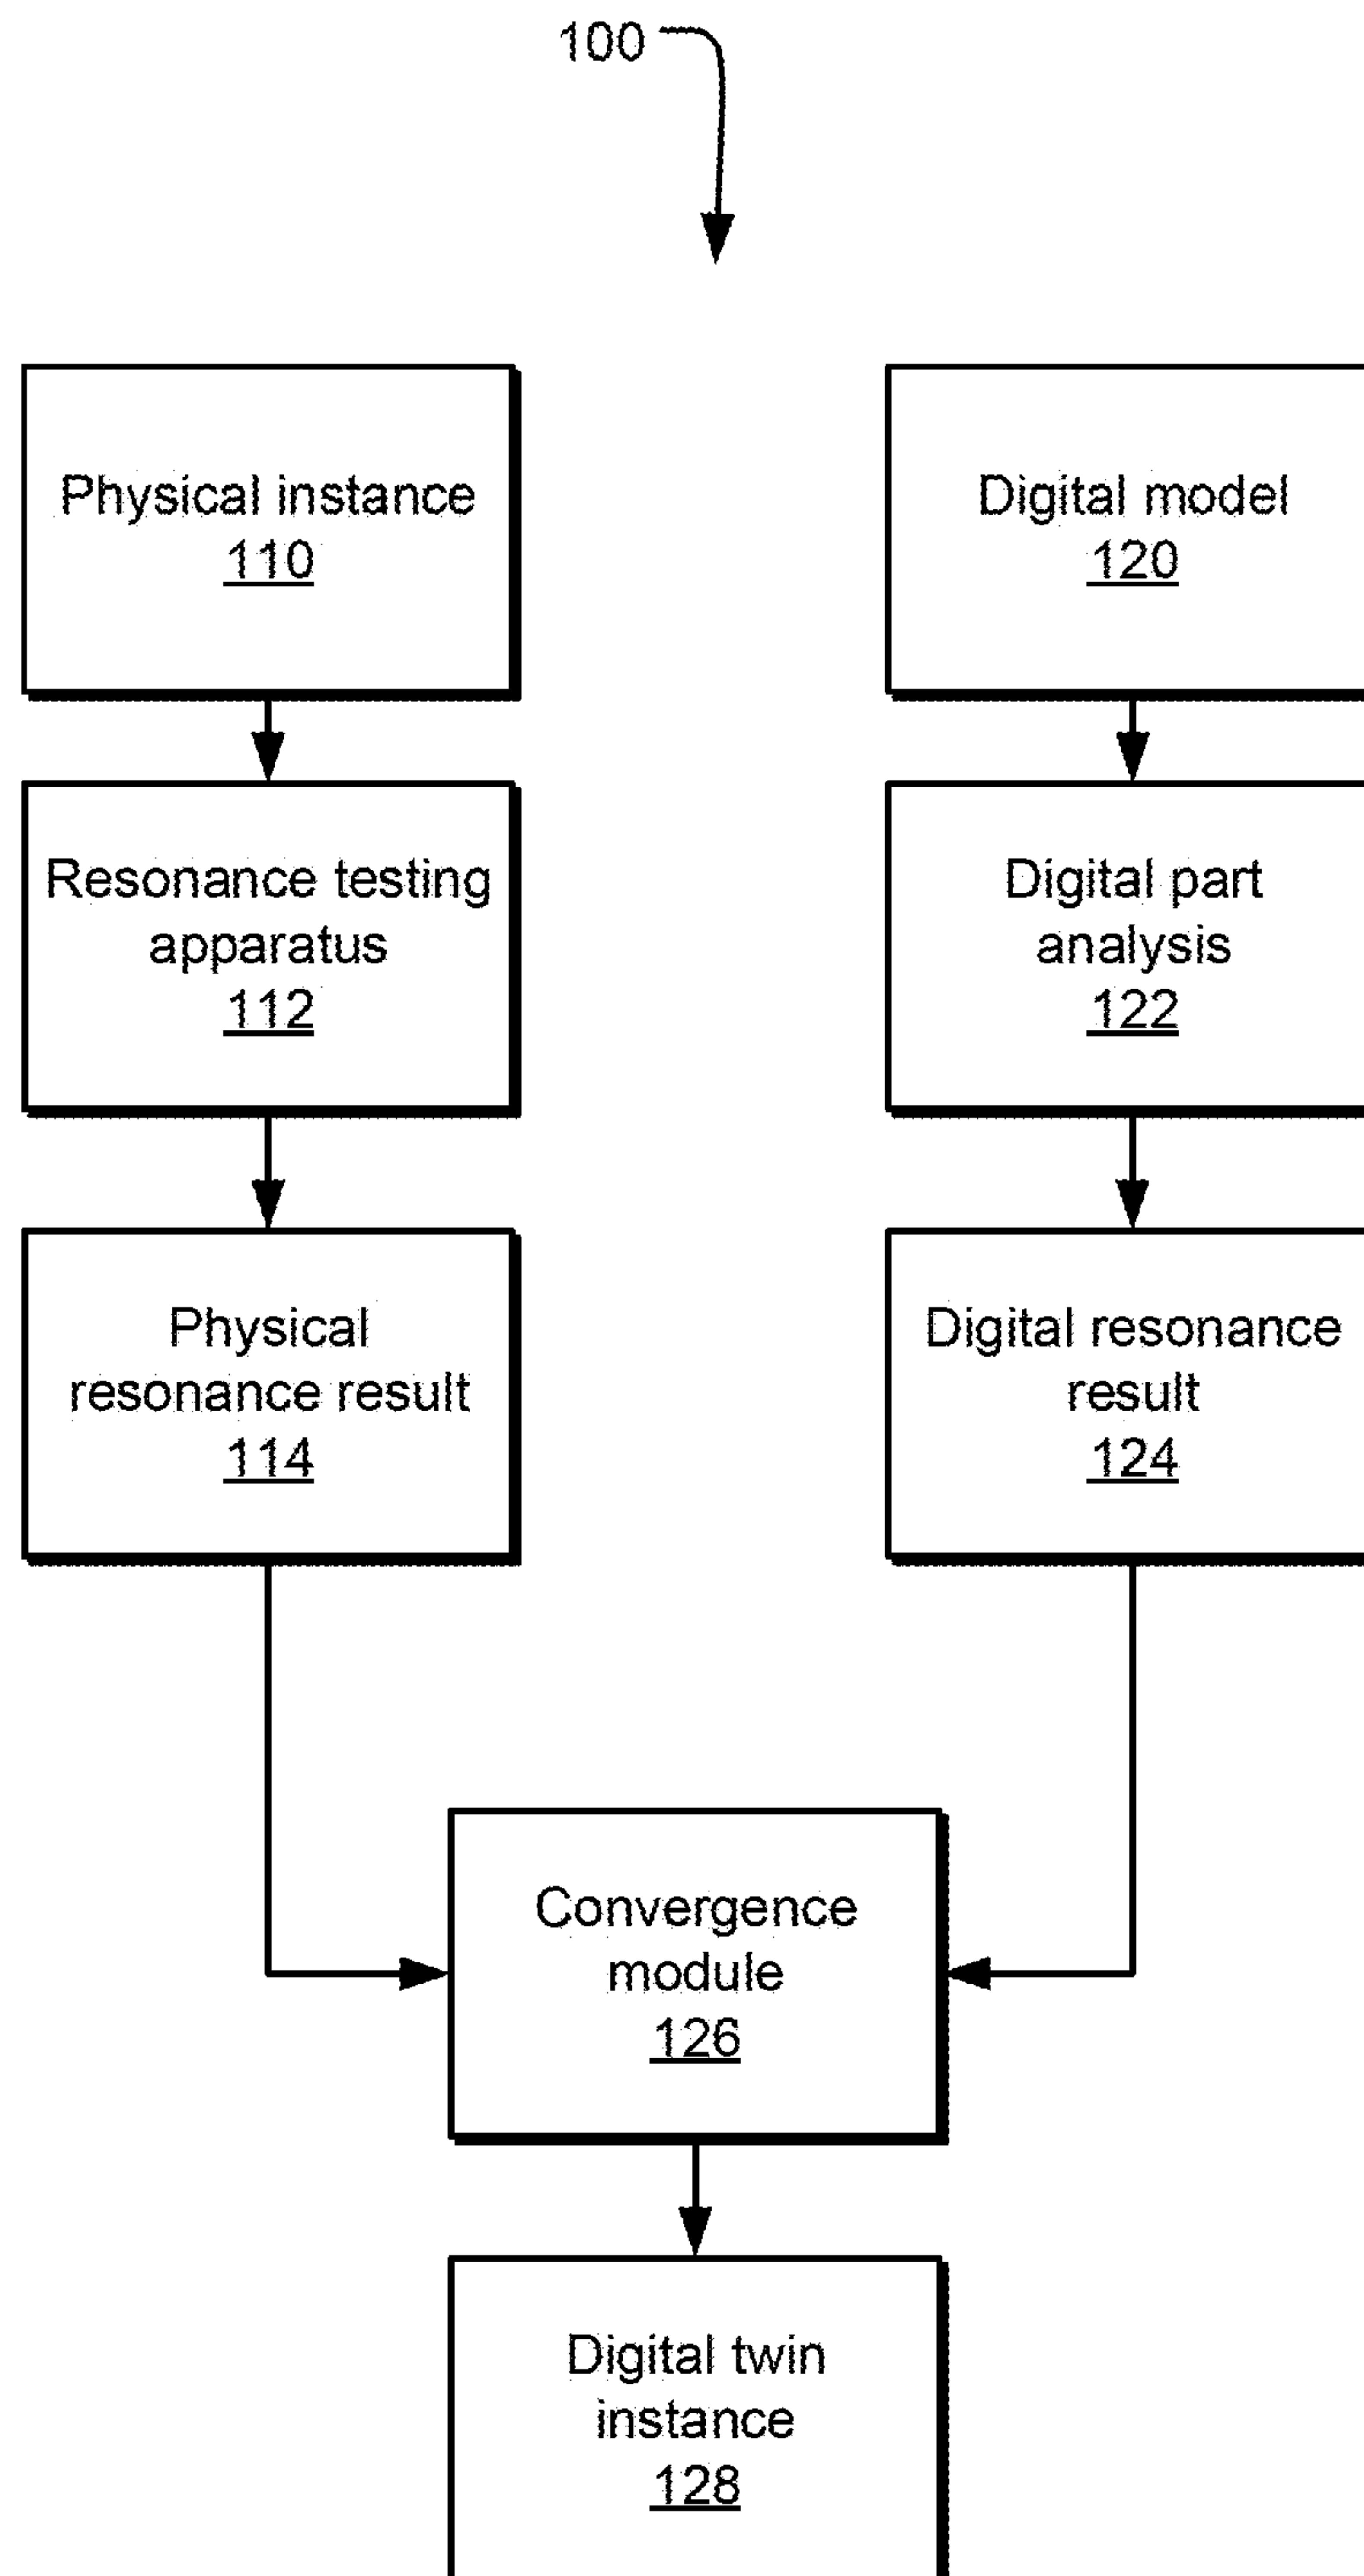 100
Physical instance
110
Digital model
120
Resonance testing
apparatus
112
Digital part
analysis
122
Physical
resonance result
114
Digital resonance
result
124
Convergence
module
126
Digital twin
instance
128